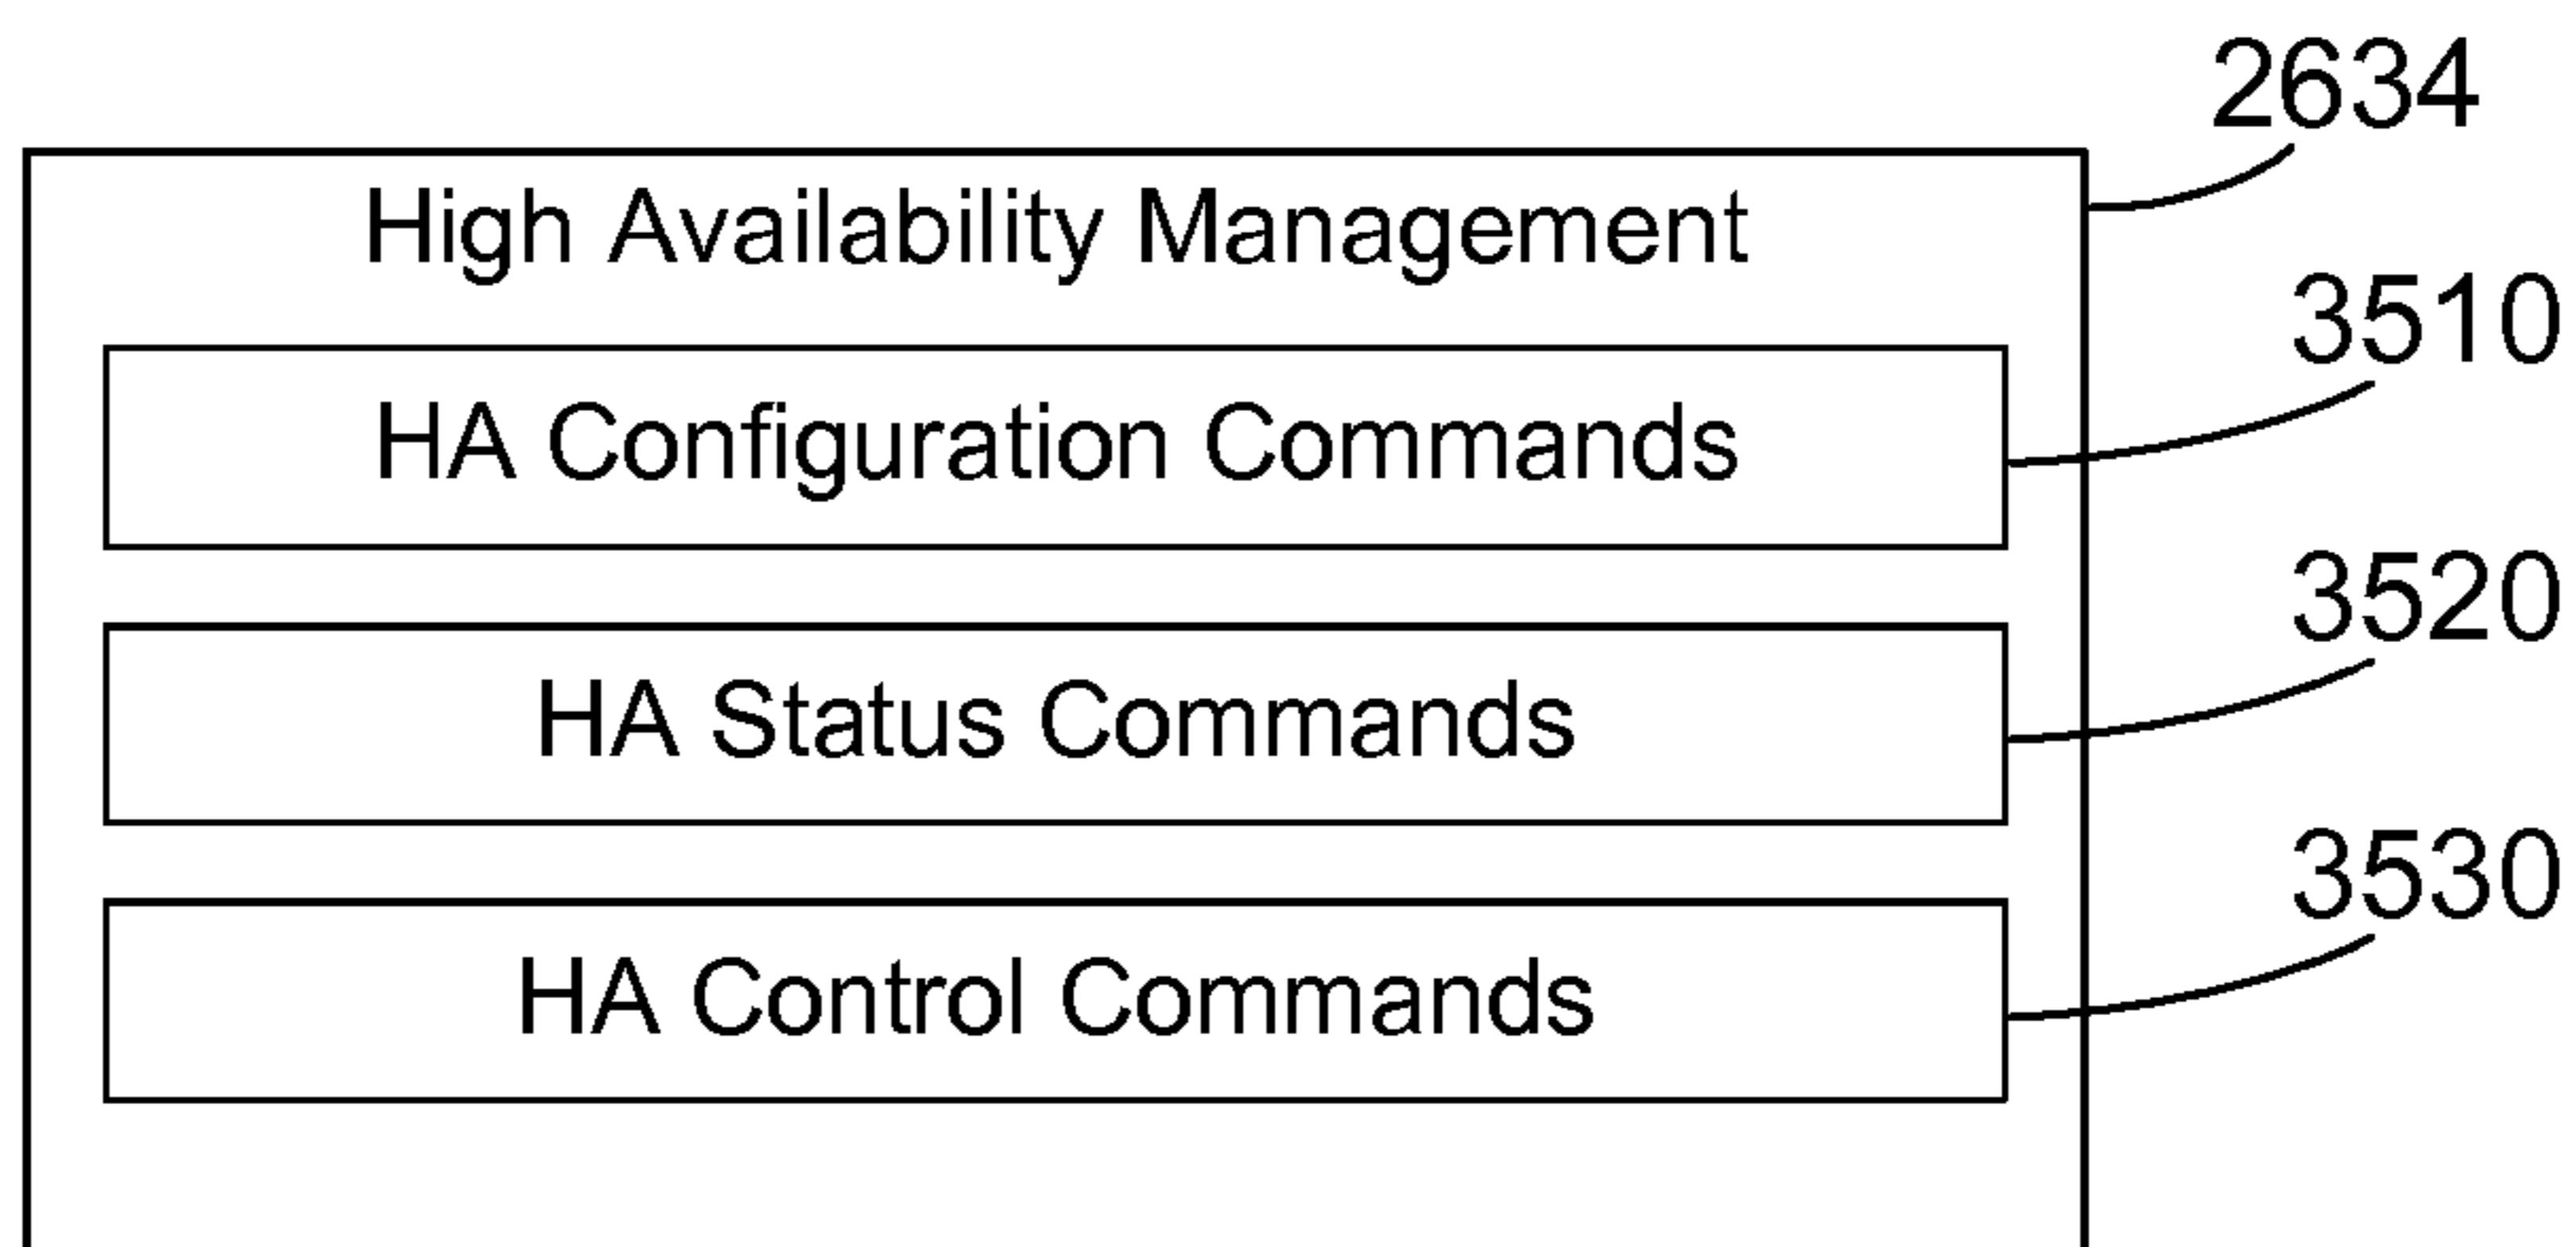 2634
High Availability Management
3510
HA Configuration Commands
3520
HA Status Commands
3530
HA Control Commands